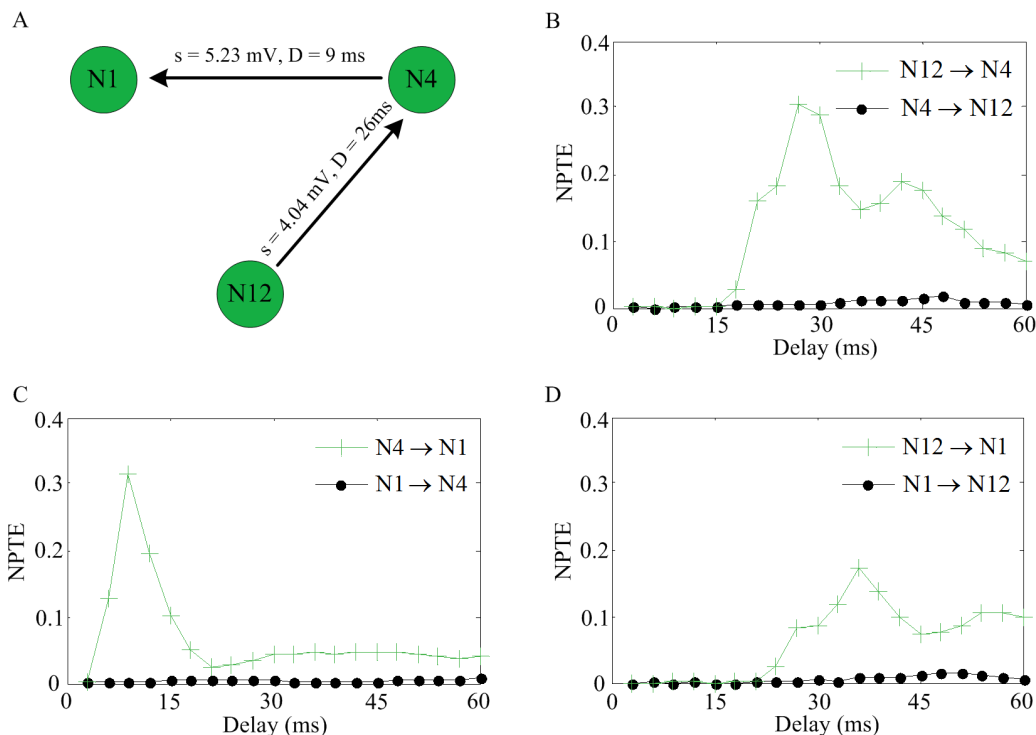 A
s = 5.23 mV, D = 9 ms
N1
N4
s = 4.04 mV, D = 26ms
N12
B
0.4
0.3
0.2
0.1
0
NPTE
N12 → N4
N4 → N12
0
15
30
45
60
Delay (ms)
C
0.4
0.3
0.2
0.1
0
NPTE
N4 → N1
N1 → N4
0
15
30
45
60
Delay (ms)
D
0.4
0.3
0.2
0.1
0
NPTE
N12 → N1
N1 → N12
0
15
30
45
60
Delay (ms)